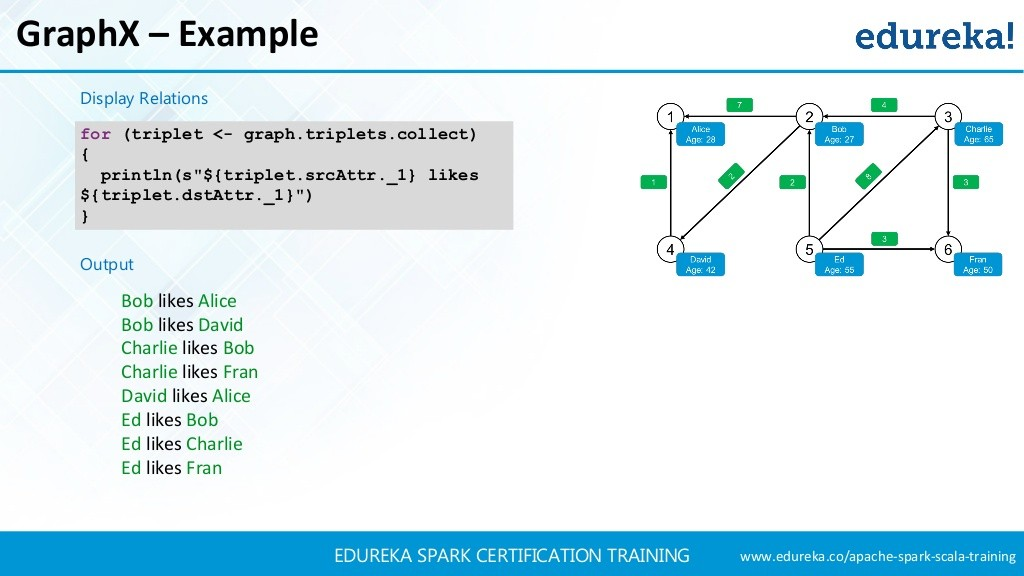 GraphX – Example
edureka!
Display Relations
for (triplet <- graph.triplets.collect)
{
println(s"${triplet.srcAttr._1} likes
${triplet.dstAttr._1}")
}
Output
Bob likes Alice
Bob likes David
Charlie likes Bob
Charlie likes Fran
David likes Alice
Ed likes Bob
Ed likes Charlie
Ed likes Fran
7
4
1
2
3
Alice
Age: 28
Bob
Age: 27
Charlie
Age: 65
1
2
2
8
3
3
4
5
6
David
Age: 42
Ed
Age: 55
Fran
Age: 50
EDUREKA SPARK CERTIFICATION TRAINING
www.edureka.co/apache-spark-scala-training